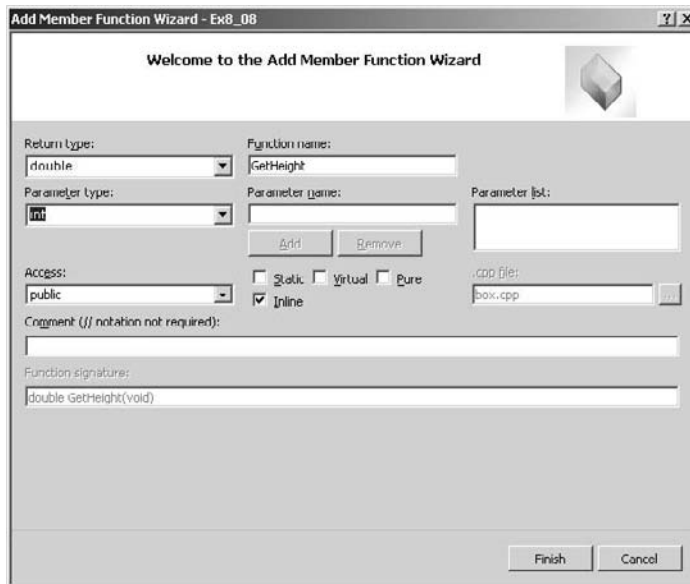 Add Member Function Wizard - Ex8_08
Welcome to the Add Member Function Wizard
Return type:
Function name:
double
GetHeight
Parameter type:
Parameter name:
Parameter list:
int
Add
Remove
Access:
Static
Virtual
Pure
.cpp file:
public
Inline
box.cpp
...
Comment (// notation not required):
Function signature:
double GetHeight(void)
Finish
Cancel